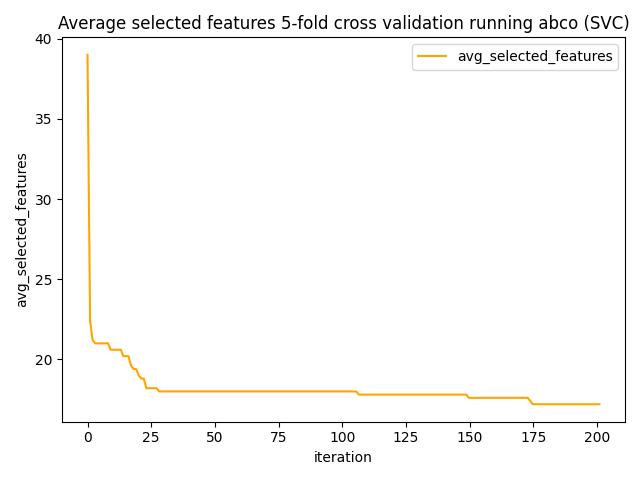 Average selected features 5-fold cross validation running abco (SVC)
avg_selected_features
avg_selected_features
40
35
30
25
20
0 25 50 75 100 125 150 175 200
iteration